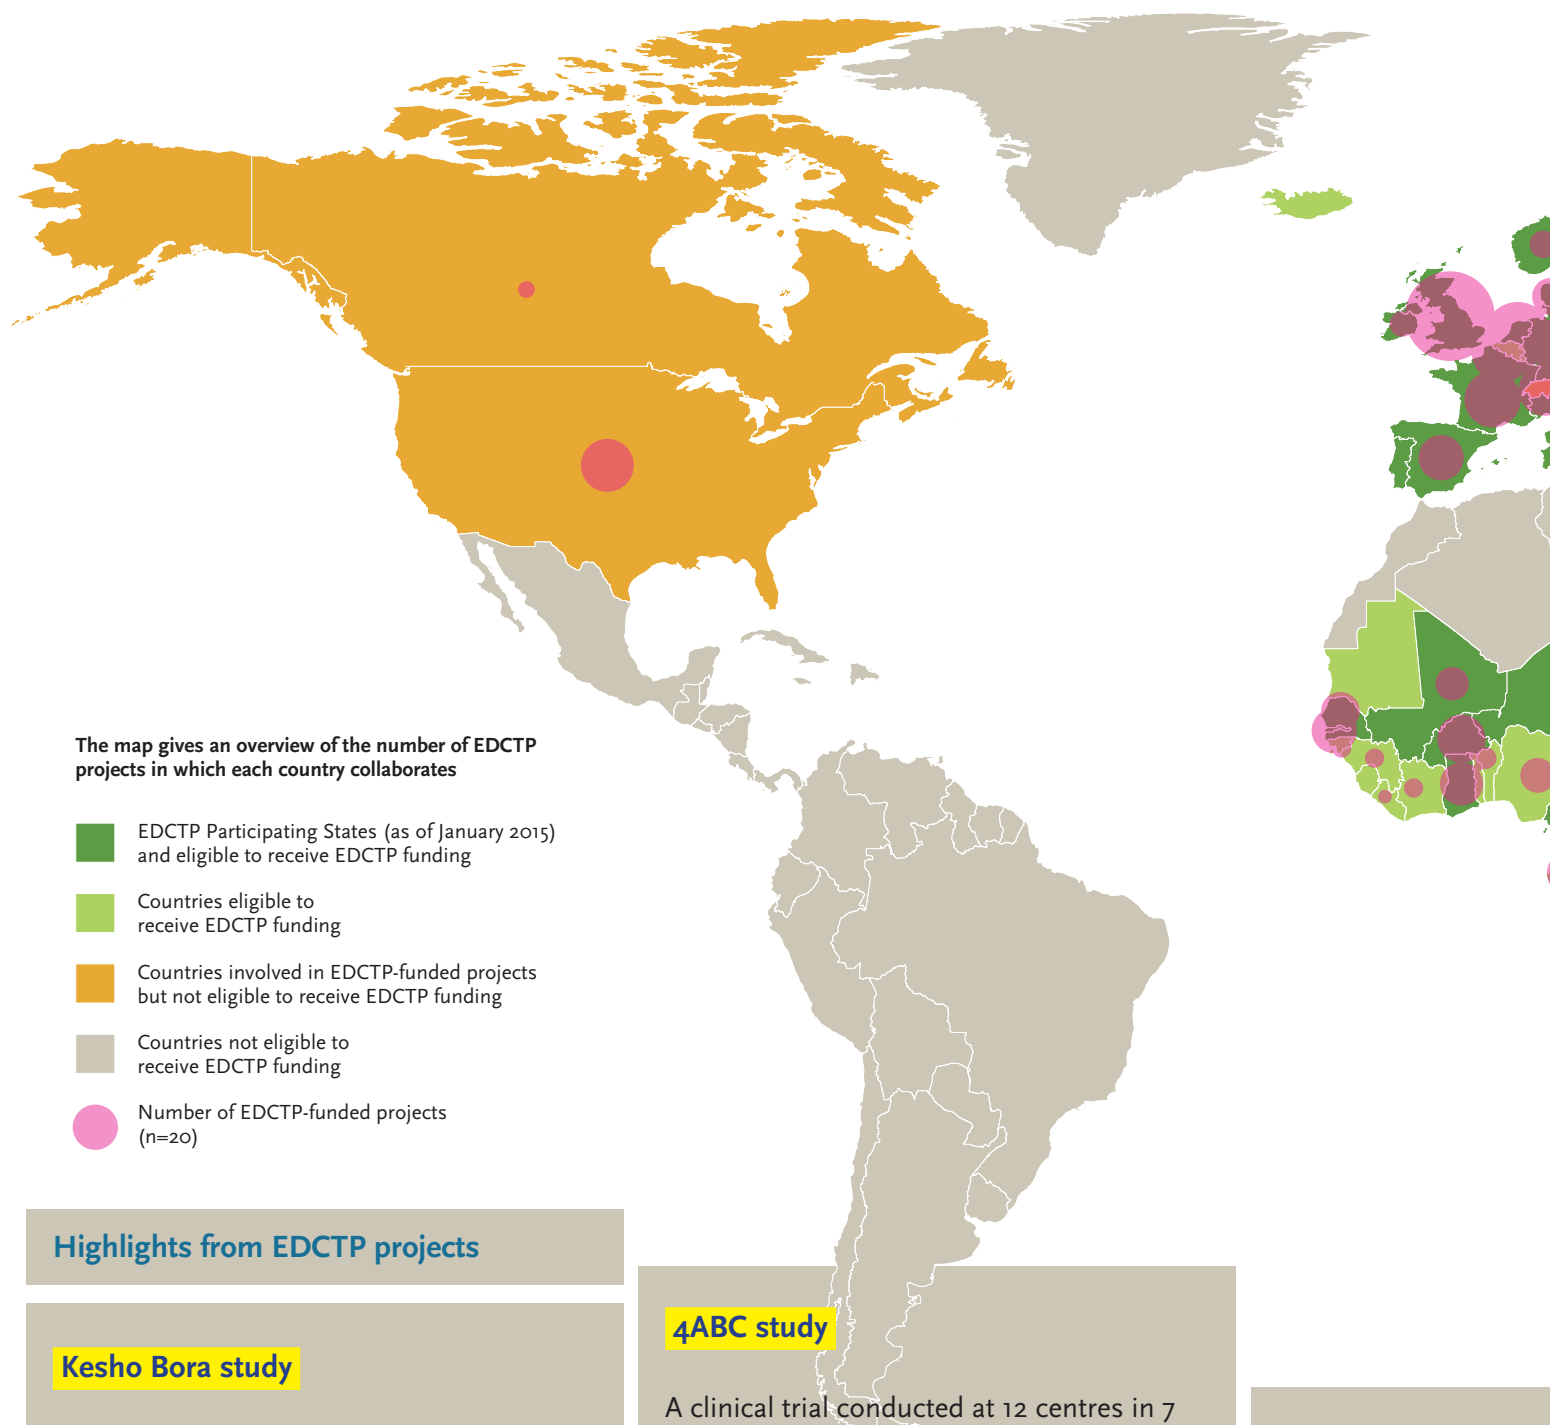 The map gives an overview of the number of EDCTP
projects in which each country collaborates
EDCTP Participating States (as of January 2015)
and eligible to receive EDCTP funding
Countries eligible to
receive EDCTP funding
Countries involved in EDCTP-funded projects
but not eligible to receive EDCTP funding
Countries not eligible to
receive EDCTP funding
Number of EDCTP-funded projects
(n=20)
Highlights from EDCTP projects
Kesho Bora study
4ABC study
A clinical trial conducted at 12 centres in 7